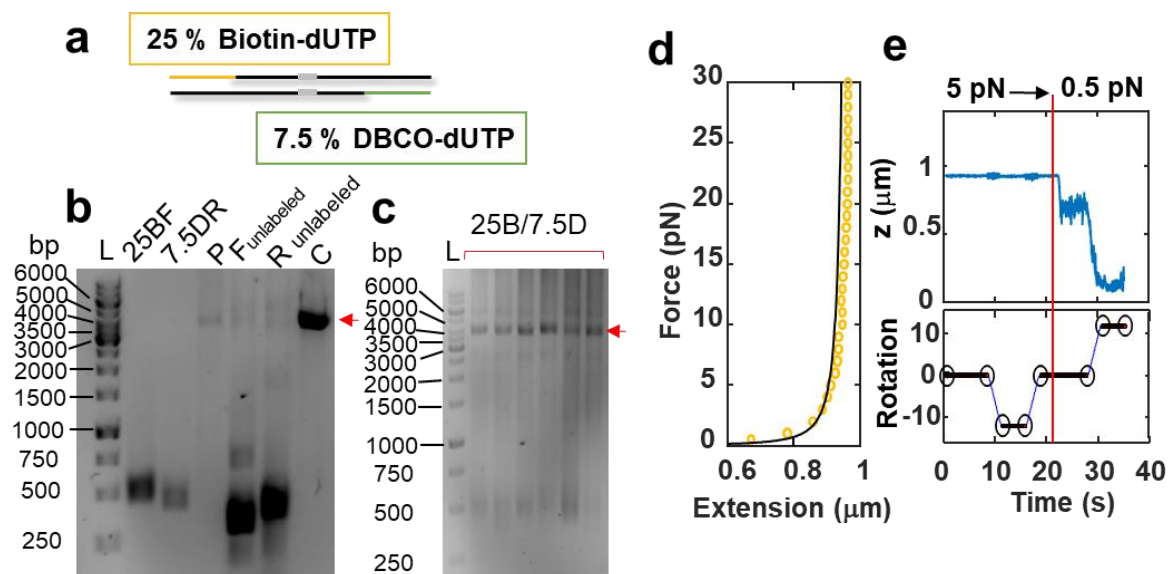 a
25 % Biotin-dUTP
7.5 % DBCO-dUTP
b
bp
L
25BF
7.5DR
P
F unlabeled
R unlabeled
C
6000
5000
4000
3500
3000
2000
1500
1000
750
500
250
c
25B/7.5D
bp
L
6000
5000
4000
3500
3000
2000
1500
1000
750
500
250
d
Force (pN)
30
25
20
15
10
5
0
0.6
0.8
1
Extension (μm)
e
5 pN
0.5 pN
z (μm)
1
0
Rotation
10
0
-10
0
10
20
30
40
Time (s)